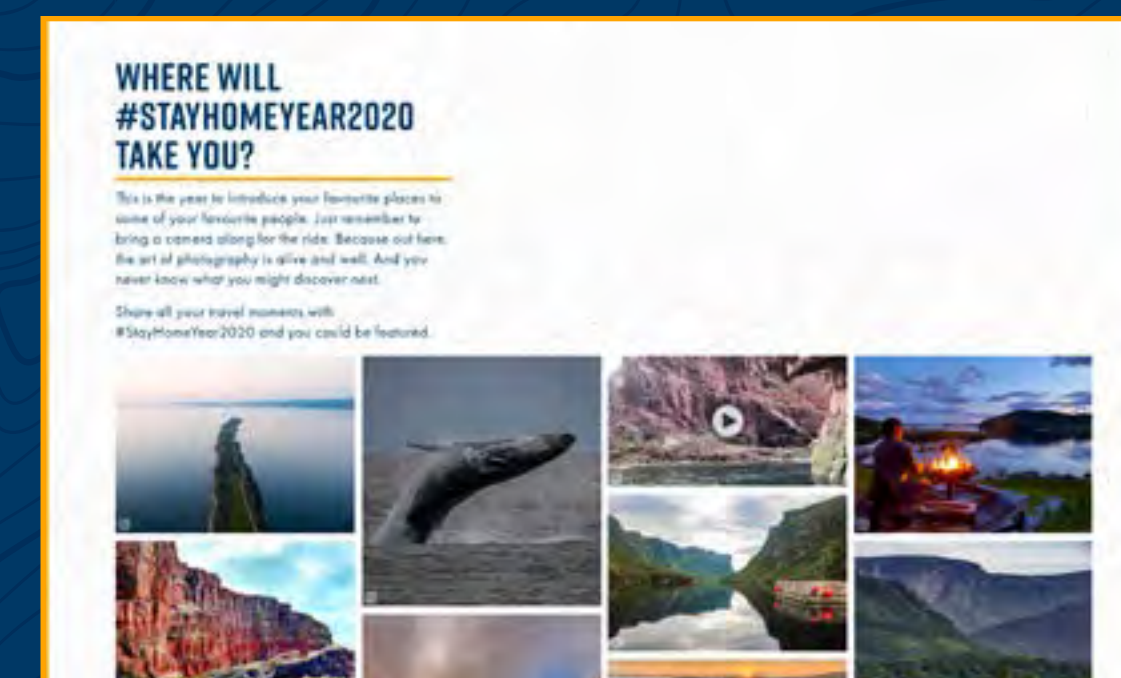 WHERE WILL
#STAYHOMEYEAR2020
TAKE YOU?
This is the year to introduce your favourite places to
some of your favourite people. Just remember to
bring a camera along for the ride. Because out here,
the art of photography is alive and well. And you
never know what you might discover next.
Share all your travel moments with
#StayHomeYear2020 and you could be featured.